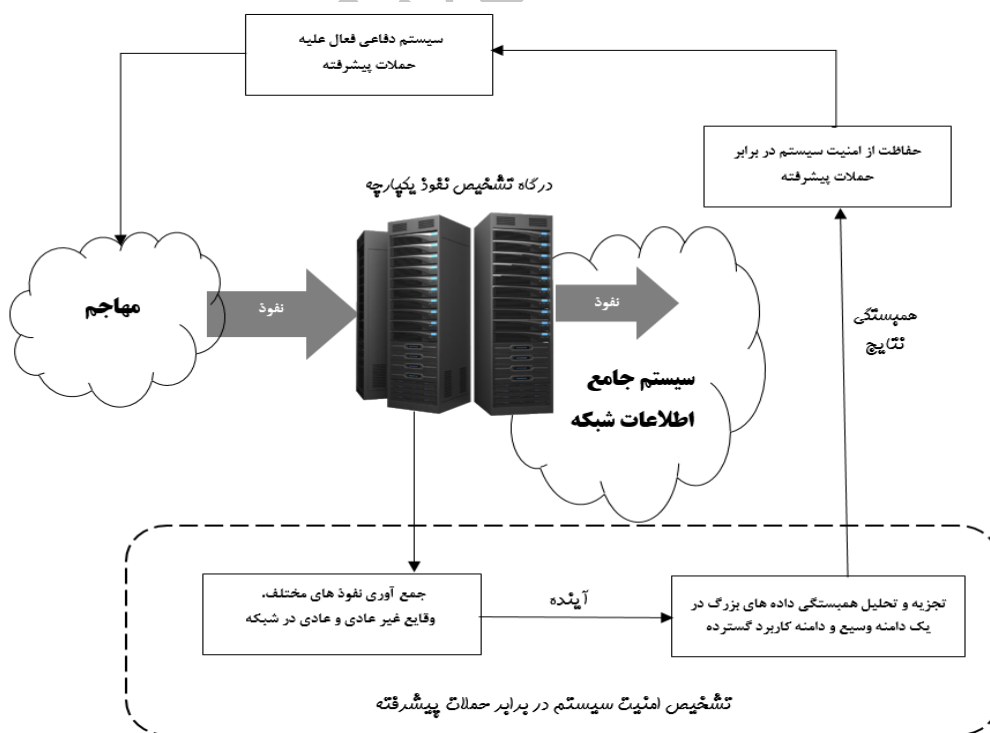 سیستم دفاعی فعال علیه
حملات پیشرفته
حفاظت از امنیت سیستم در برابر
حملات پیشرفته
درگاه تشخیص نفوذ یکپارچه
مهاجم
نفوذ
نفوذ
سیستم جامع
اطلاعات شبکه
همبستگی
نتایج
جمع آوری نفوذ های مختلف،
وقایع غیر عادی و عادی در شبکه
آینده
تجزیه و تحلیل همبستگی داده های بزرگ در
یک دامنه وسیع و دامنه کاربرد گسترده
تشخیص امنیت سیستم در برابر حملات پیشرفته